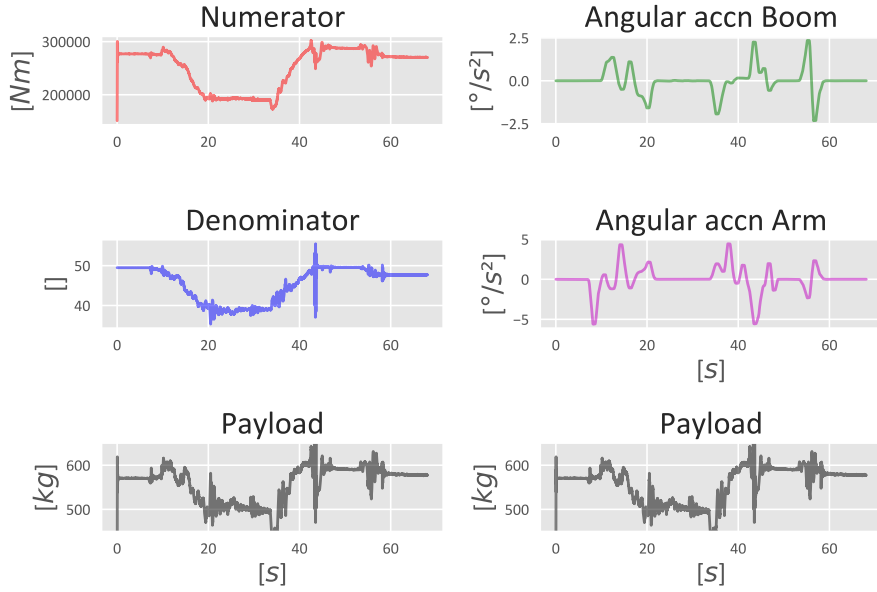 Numerator
Angular accn Boom
[Nm]
300000
200000
0 20 40 60
[°/s²]
2.5
0.0
−2.5
0 20 40 60
Denominator
Angular accn Arm
[]
50
40
0 20 40 60
[°/s²]
5
0
−5
0 20 40 60
[s]
Payload
Payload
[kg]
600
500
0 20 40 60
[s]
[kg]
600
500
0 20 40 60
[s]